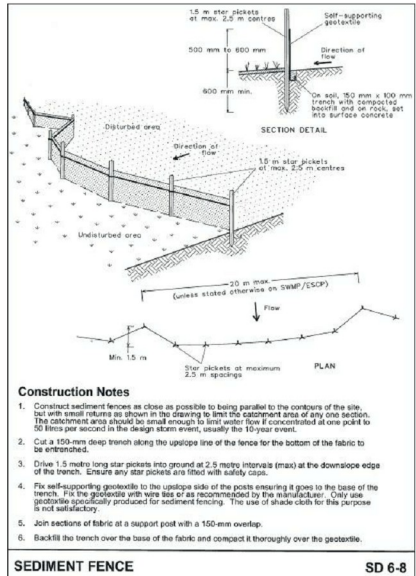 1.5 m star pickets
at max. 2.5 m centres
Self-supporting
geotextile
500 mm to 600 mm
Direction of
flow
600 mm min.
On soil, 150 mm x 100 mm
trench with compacted
backfill and on rock, set
into surface concrete
SECTION DETAIL
Disturbed area
Direction of
flow
1.5 m star pickets
at max. 2.5 m centres
Undisturbed area
20 m max.
(unless stated otherwise on SWMP/ESCP)
Flow
Min. 1.5 m
Star pickets at maximum
2.5 m spacings
PLAN
Construction Notes
1. Construct sediment fences as close as possible to being parallel to the contours of the site,
but with small returns as shown in the drawing to limit the catchment area of any one section.
The catchment area should be small enough to limit water flow if concentrated at one point to
50 litres per second in the design storm event, usually the 10-year event.
2. Cut a 150-mm deep trench along the upslope line of the fence for the bottom of the fabric to
be entrenched.
3. Drive 1.5 metre long star pickets into ground at 2.5 metre intervals (max) at the downslope edge
of the trench. Ensure any star pickets are fitted with safety caps.
4. Fix self-supporting geotextile to the upslope side of the posts ensuring it goes to the base of the
trench. Fix the geotextile with wire ties or as recommended by the manufacturer. Only use
geotextile specifically produced for sediment fencing. The use of shade cloth for this purpose
is not satisfactory.
5. Join sections of fabric at a support post with a 150-mm overlap.
6. Backfill the trench over the base of the fabric and compact it thoroughly over the geotextile.
SEDIMENT FENCE
SD 6-8